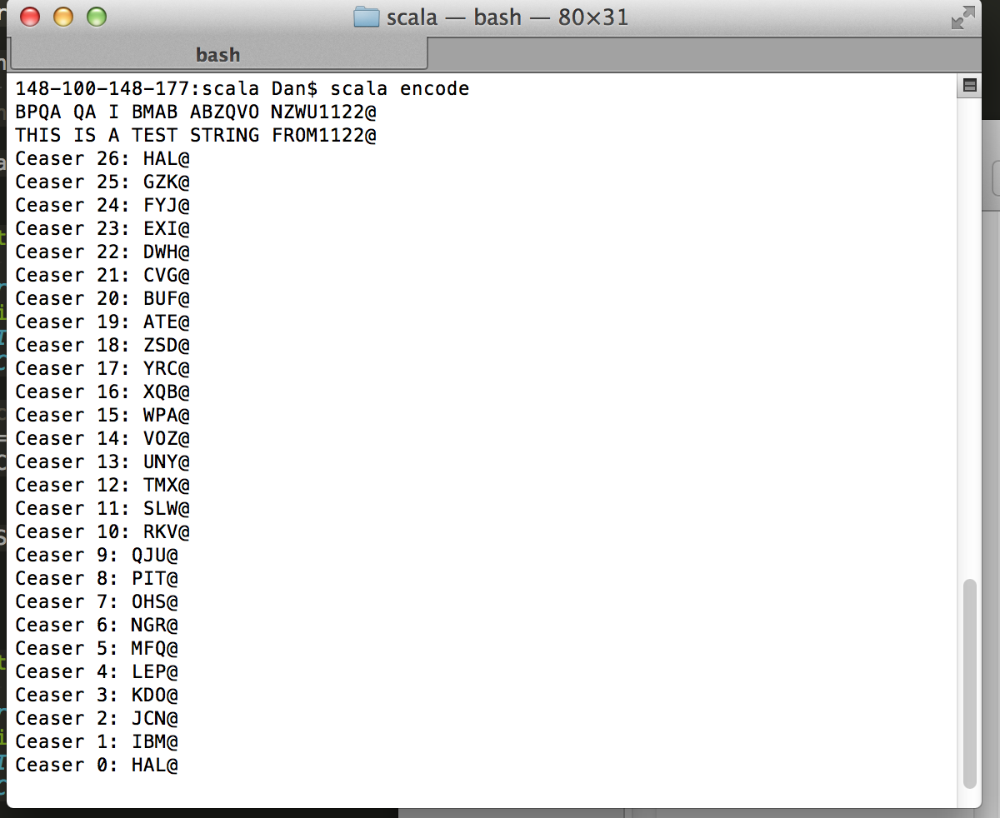 scala — bash — 80×31
bash
148-100-148-177:scala Dan$ scala encode
BPQA QA I BMAB ABZQVO NZWU1122@
THIS IS A TEST STRING FROM1122@
Ceaser 26: HAL@
Ceaser 25: GZK@
Ceaser 24: FYJ@
Ceaser 23: EXI@
Ceaser 22: DWH@
Ceaser 21: CVG@
Ceaser 20: BUF@
Ceaser 19: ATE@
Ceaser 18: ZSD@
Ceaser 17: YRC@
Ceaser 16: XQB@
Ceaser 15: WPA@
Ceaser 14: VOZ@
Ceaser 13: UNY@
Ceaser 12: TMX@
Ceaser 11: SLW@
Ceaser 10: RKV@
Ceaser 9: QJU@
Ceaser 8: PIT@
Ceaser 7: OHS@
Ceaser 6: NGR@
Ceaser 5: MFQ@
Ceaser 4: LEP@
Ceaser 3: KDO@
Ceaser 2: JCN@
Ceaser 1: IBM@
Ceaser 0: HAL@